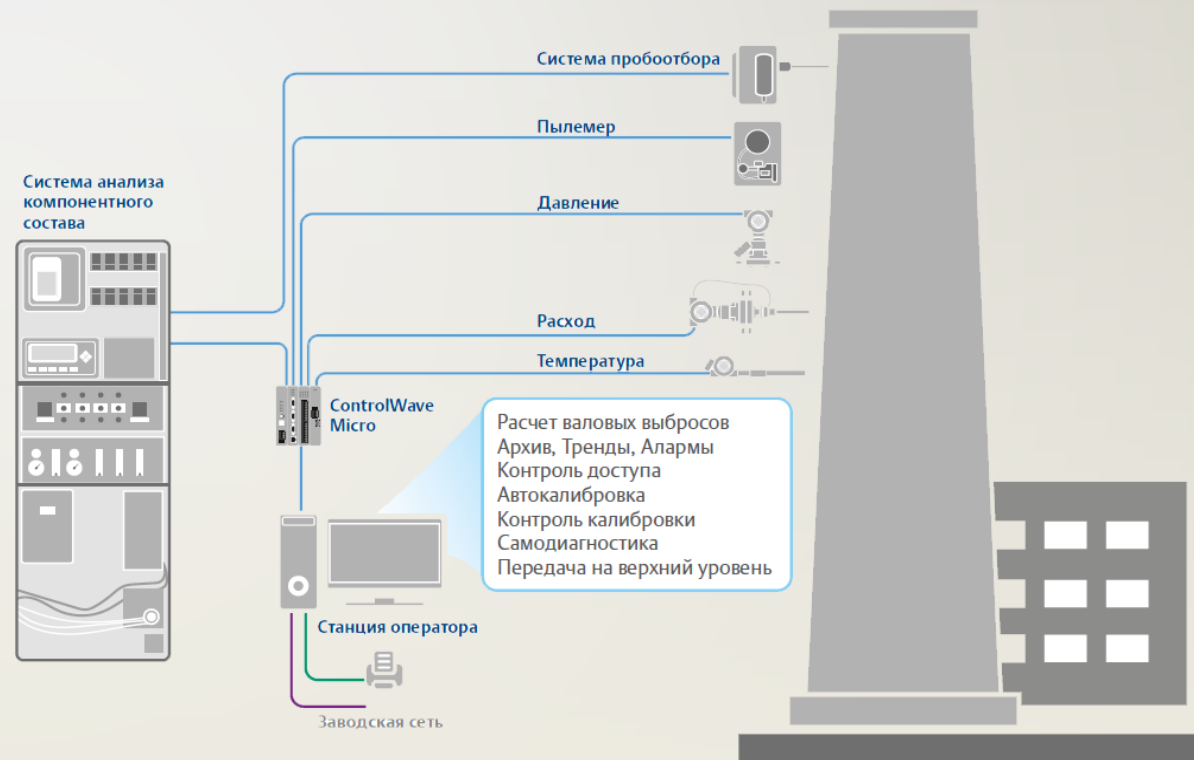 Система пробоотбора
Пылемер
Система анализа
компонентного
состава
Давление
Расход
Температура
ControlWave
Micro
Расчет валовых выбросов
Архив, Тренды, Алармы
Контроль доступа
Автокалибровка
Контроль калибровки
Самодиагностика
Передача на верхний уровень
Станция оператора
Заводская сеть